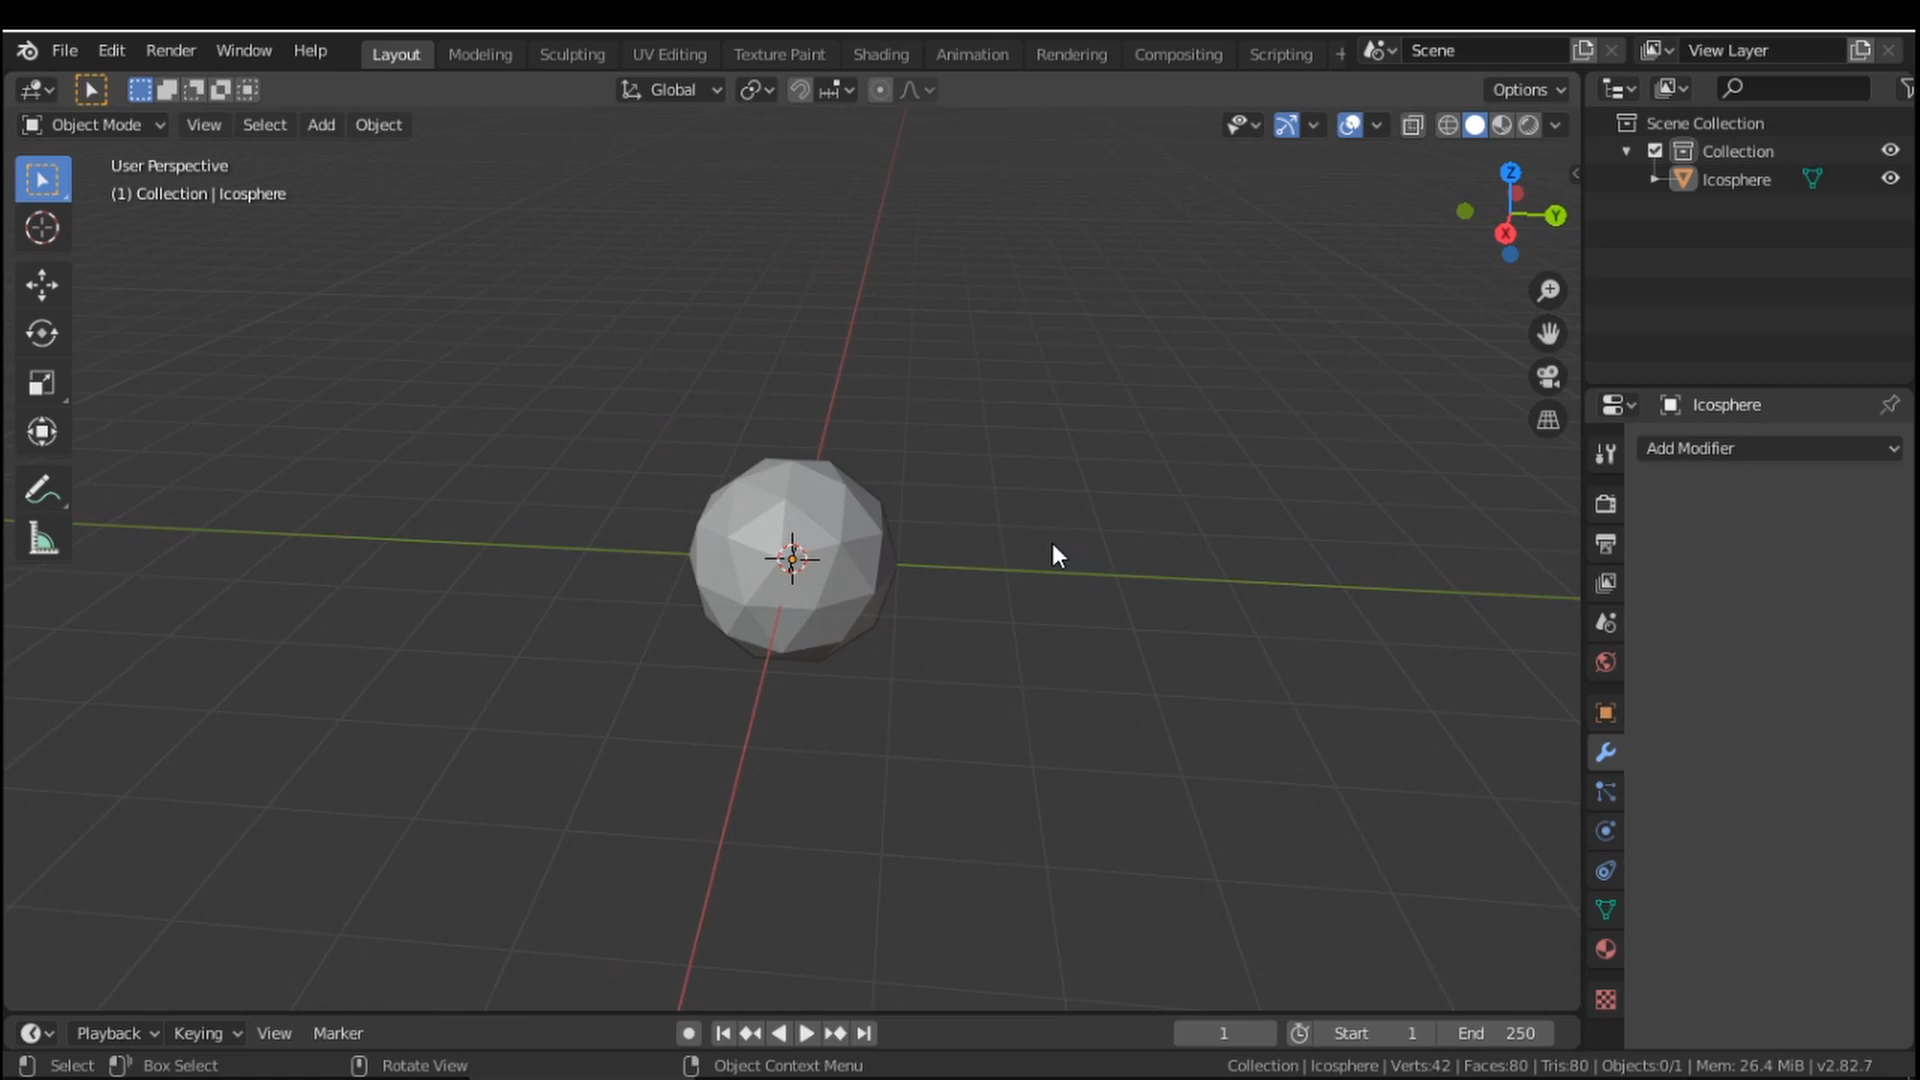 File Edit Render Window Help Layout Modeling Sculpting UV Editing Texture Paint Shading Animation Rendering Compositing Scripting + Scene View Layer
Global Options
Object Mode View Select Add Object
Scene Collection
Collection
Icosphere
User Perspective
(1) Collection | Icosphere
Z
Y
X
Icosphere
Add Modifier
Playback Keying View Marker 1 Start 1 End 250
Select Box Select Rotate View Object Context Menu Collection | Icosphere | Verts:42 | Faces:80 | Tris:80 | Objects:0/1 | Mem: 26.4 MiB | v2.82.7